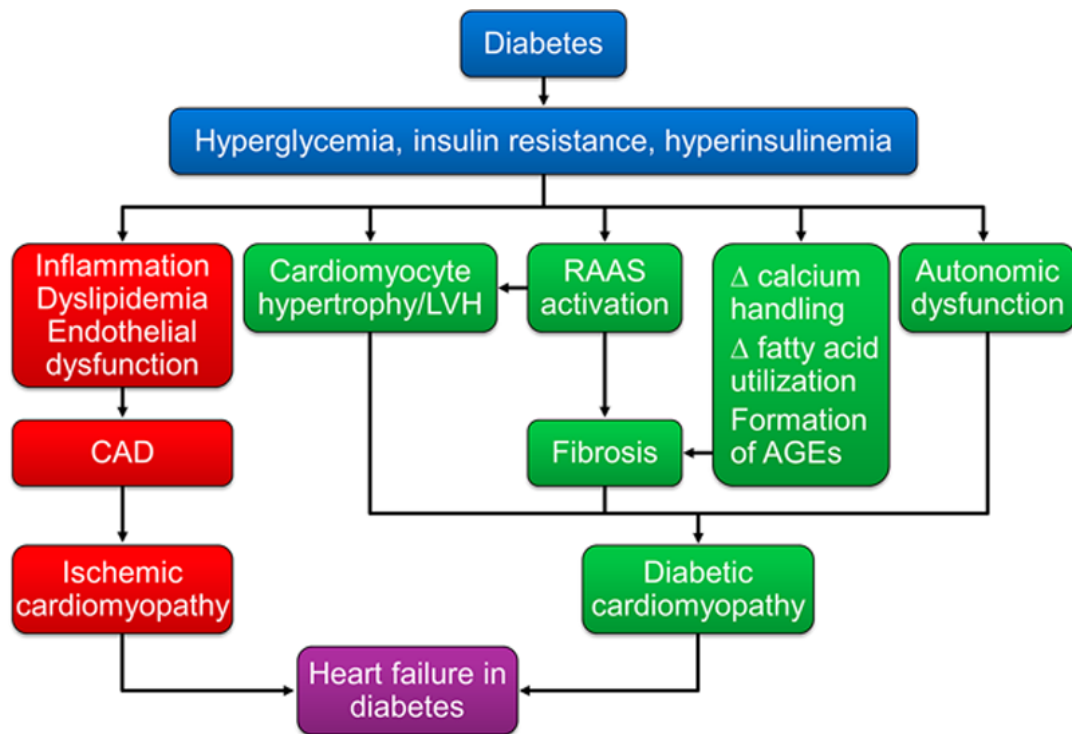 Diabetes
Hyperglycemia, insulin resistance, hyperinsulinemia
Inflammation
Dyslipidemia
Endothelial
dysfunction
Cardiomyocyte
hypertrophy/LVH
RAAS
activation
Δ calcium
handling
Δ fatty acid
utilization
Formation
of AGEs
Autonomic
dysfunction
CAD
Fibrosis
Ischemic
cardiomyopathy
Diabetic
cardiomyopathy
Heart failure in
diabetes